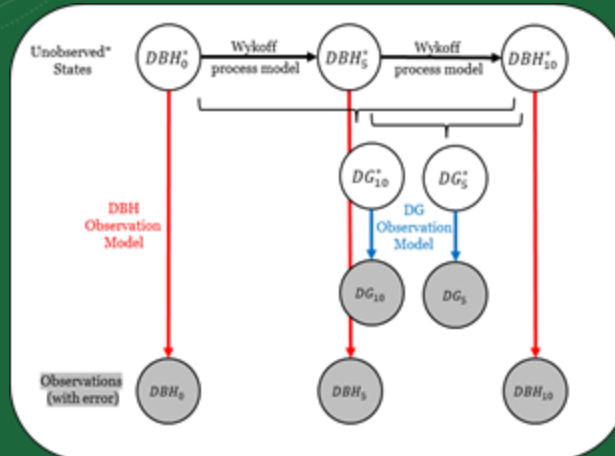 Unobserved*
States
DBH*₀
Wykoff
process model
DBH*₅
Wykoff
process model
DBH*₁₀
DG*₁₀
DG*₅
DBH
Observation
Model
DG
Observation
Model
DG₁₀
DG₅
Observations
(with error)
DBH₀
DBH₅
DBH₁₀